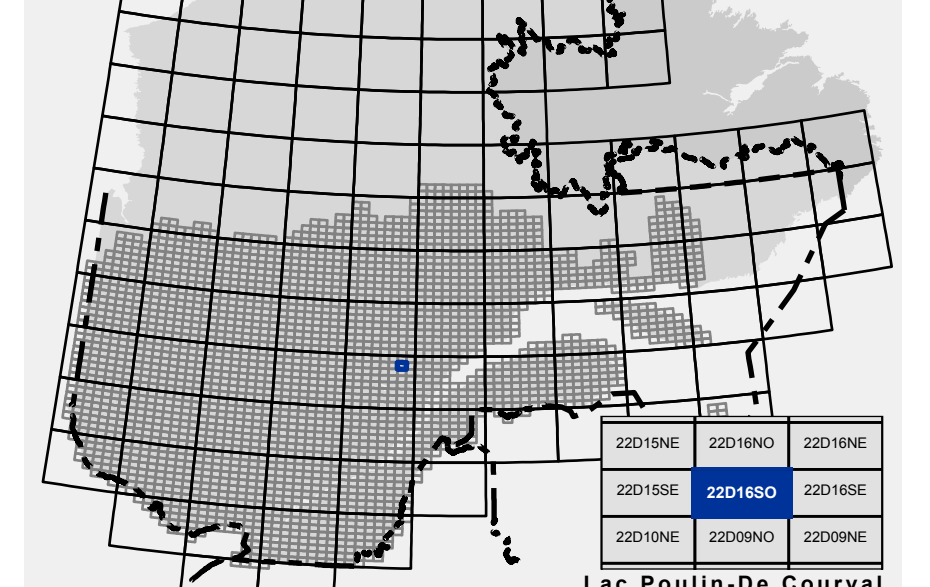 22D15NE 22D16NO 22D16NE
22D15SE 22D16SO 22D16SE
22D10NE 22D09NO 22D09NE
Lac Poulin-De Courval